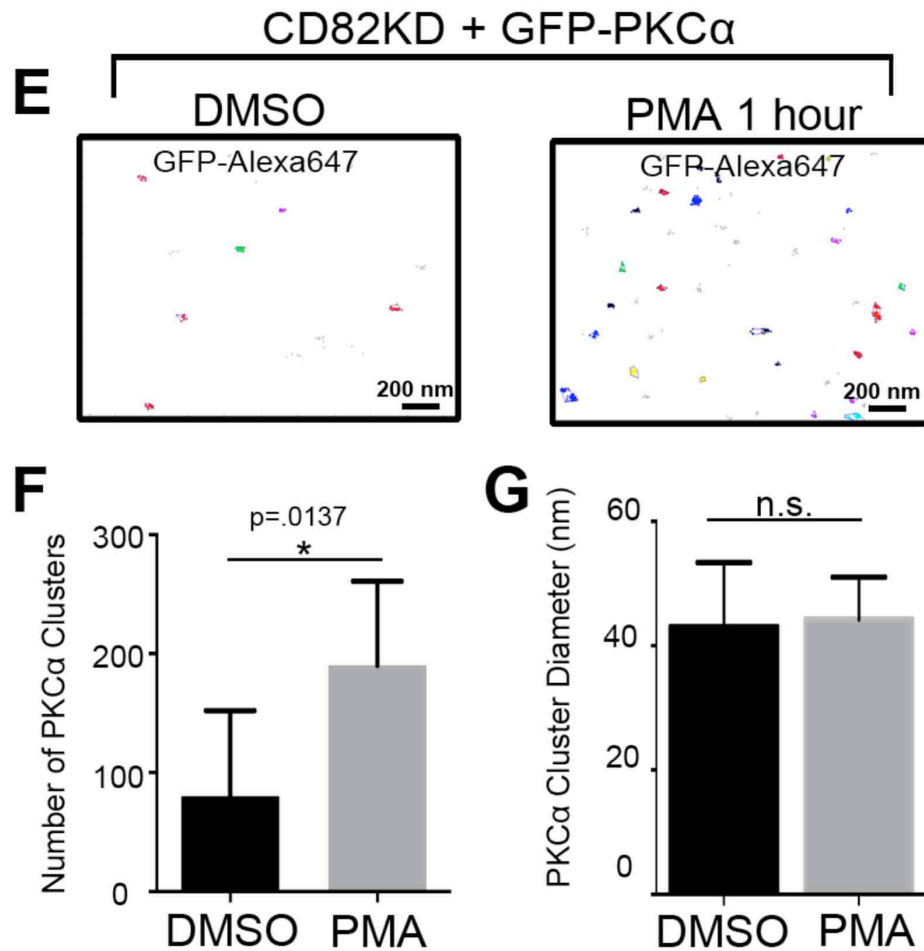 CD82KD + GFP-PKCα
E
DMSO
PMA 1 hour
GFP-Alexa647
GFP-Alexa647
200 nm
200 nm
F
p=.0137
*
Number of PKCα Clusters
300
200
100
0
DMSO
PMA
G
n.s.
PKCα Cluster Diameter (nm)
60
40
20
0
DMSO
PMA